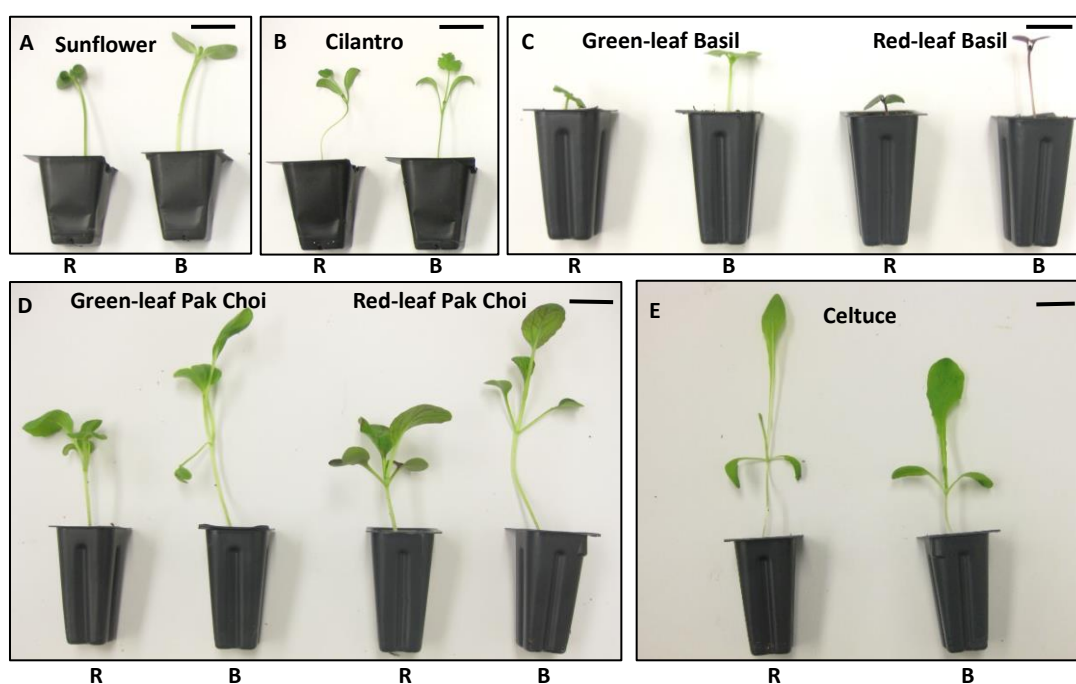 A Sunflower
B Cilantro
C Green-leaf Basil Red-leaf Basil
R B
R B
R B R B
D Green-leaf Pak Choi Red-leaf Pak Choi
E Celtuce
R B R B
R B